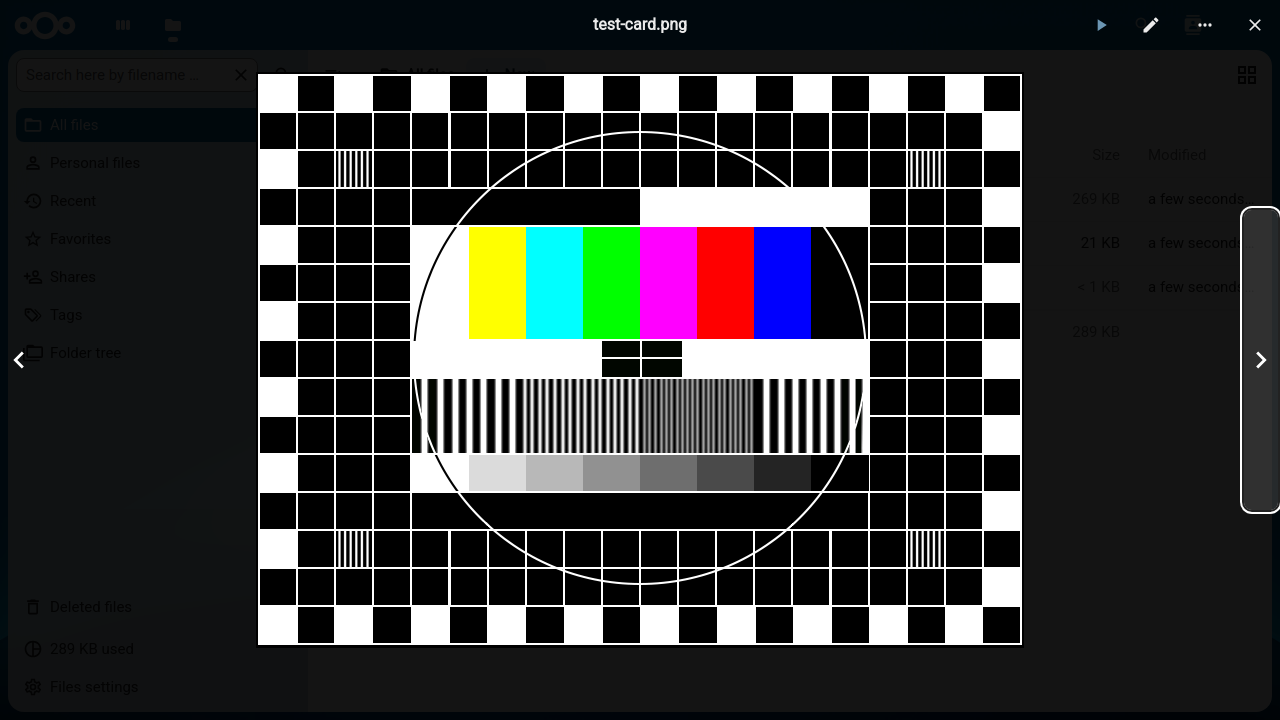 test-card.png
Search here by filename ...
All files
Personal files
Recent
Favorites
Shares
Tags
Folder tree
Deleted files
289 KB used
Files settings
Size Modified
269 KB a few seconds...
21 KB a few seconds...
< 1 KB a few seconds...
289 KB